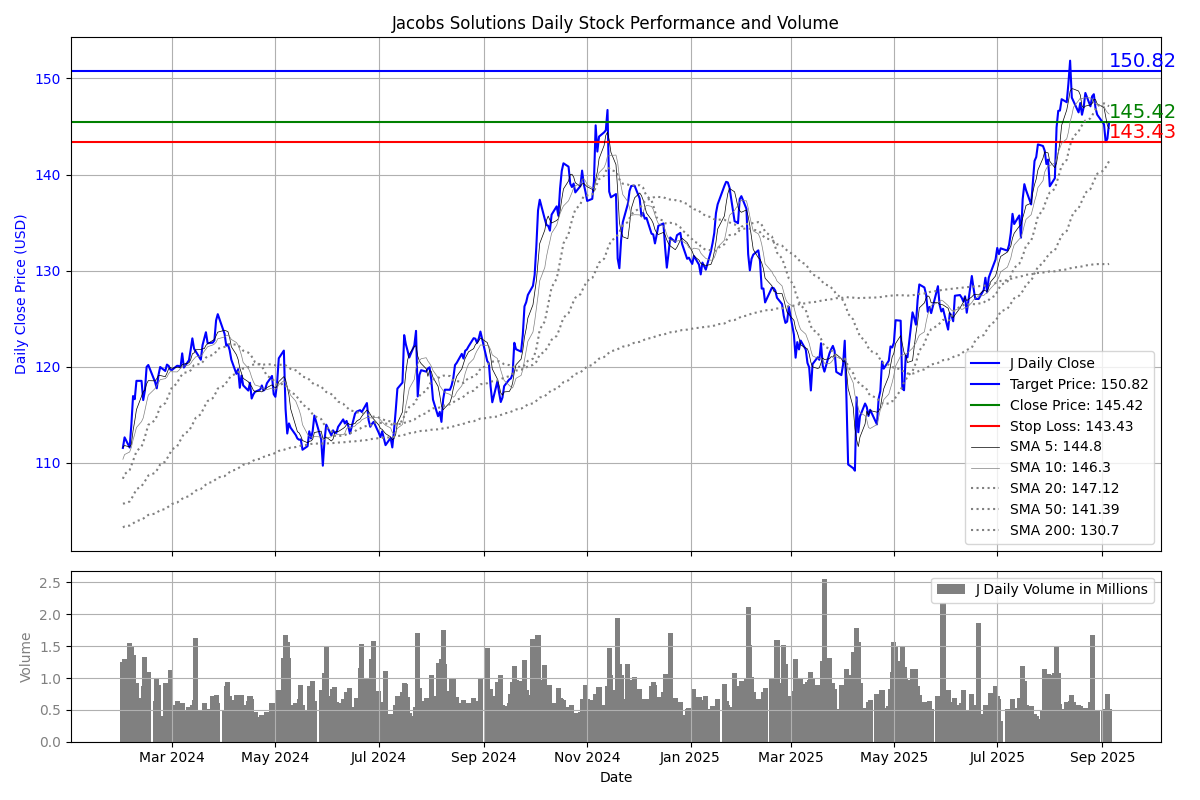 Jacobs Solutions Daily Stock Performance and Volume
Daily Close Price (USD)
150
140
130
120
110
150.82
145.42
143.43
J Daily Close
Target Price: 150.82
Close Price: 145.42
Stop Loss: 143.43
SMA 5: 144.8
SMA 10: 146.3
SMA 20: 147.12
SMA 50: 141.39
SMA 200: 130.7
Volume
2.5
2.0
1.5
1.0
0.5
0.0
J Daily Volume in Millions
Mar 2024 May 2024 Jul 2024 Sep 2024 Nov 2024 Jan 2025 Mar 2025 May 2025 Jul 2025 Sep 2025
Date